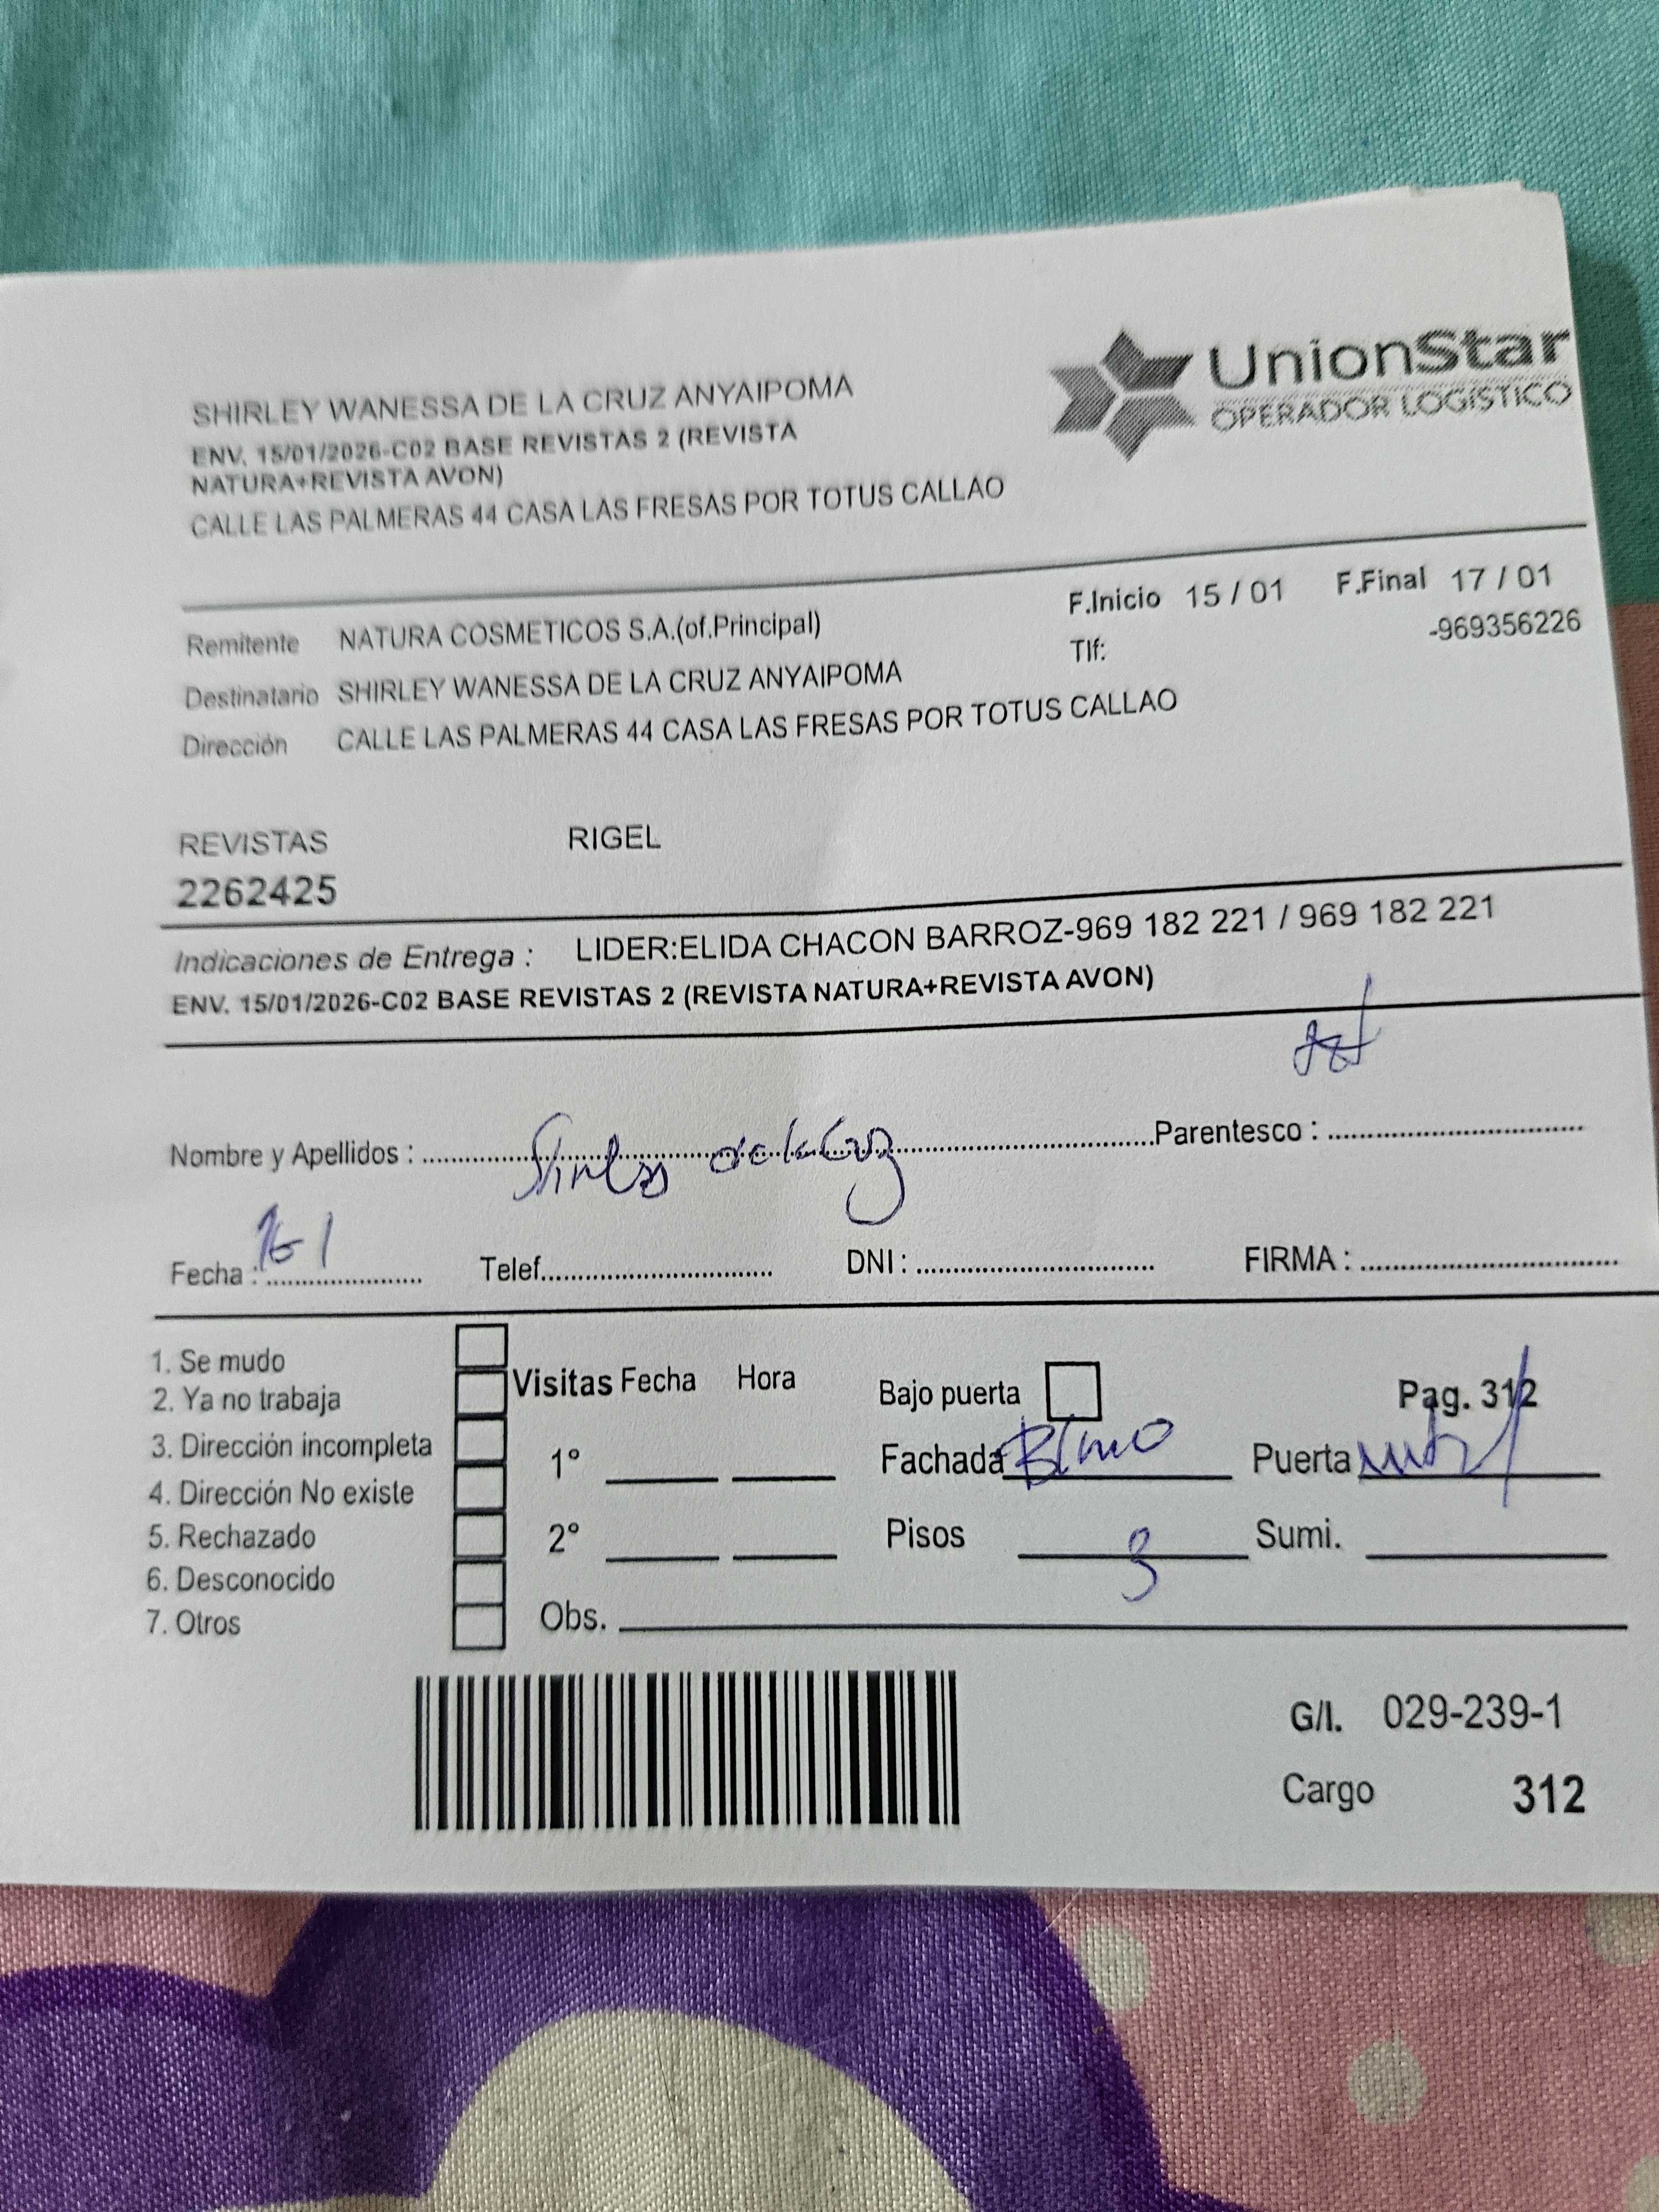 UnionStar
OPERADOR LOGÍSTICO
SHIRLEY WANESSA DE LA CRUZ ANYAIPOMA
ENV. 15/01/2026-C02 BASE REVISTAS 2 (REVISTA
NATURA+REVISTA AVON)
CALLE LAS PALMERAS 44 CASA LAS FRESAS POR TOTUS CALLAO
F.Inicio 15 / 01 F.Final 17 / 01
Remitente NATURA COSMETICOS S.A.(of.Principal) Tlf: -969356226
Destinatario SHIRLEY WANESSA DE LA CRUZ ANYAIPOMA
Dirección CALLE LAS PALMERAS 44 CASA LAS FRESAS POR TOTUS CALLAO
REVISTAS RIGEL
2262425
Indicaciones de Entrega : LIDER:ELIDA CHACON BARROZ-969 182 221 / 969 182 221
ENV. 15/01/2026-C02 BASE REVISTAS 2 (REVISTA NATURA+REVISTA AVON)
Nombre y Apellidos : de la Cruz Parentesco :
Fecha : 16 1 Telef. DNI : FIRMA :
1. Se mudo
2. Ya no trabaja
3. Dirección incompleta
4. Dirección No existe
5. Rechazado
6. Desconocido
7. Otros
Visitas Fecha Hora Bajo puerta Pag. 312
1° Fachada Puerta
2° Pisos 3 Sumi.
Obs.
G/I. 029-239-1
Cargo 312